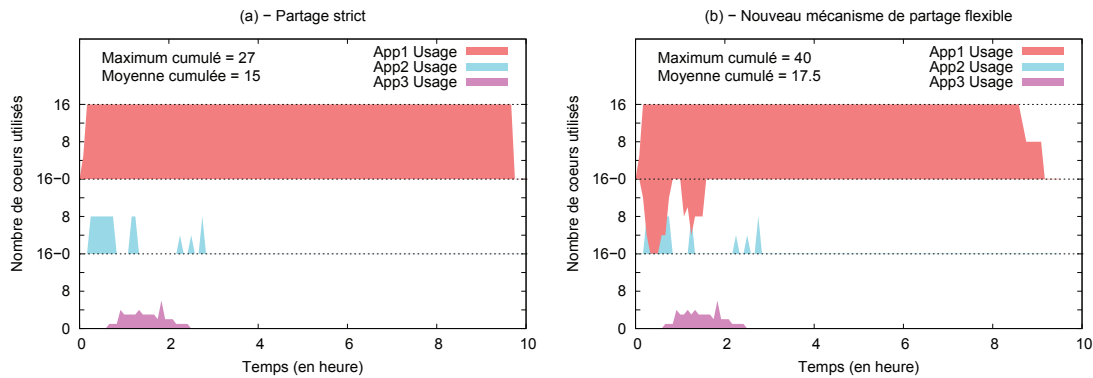 (a) − Partage strict
Maximum cumulé = 27
Moyenne cumulée = 15
App1 Usage
App2 Usage
App3 Usage
Nombre de coeurs utilisés
16
8
16−0
8
16−0
8
0
0
2
4
6
8
10
Temps (en heure)
(b) − Nouveau mécanisme de partage flexible
Maximum cumulé = 40
Moyenne cumulé = 17.5
App1 Usage
App2 Usage
App3 Usage
Nombre de coeurs utilisés
16
8
16−0
8
16−0
8
0
0
2
4
6
8
10
Temps (en heure)